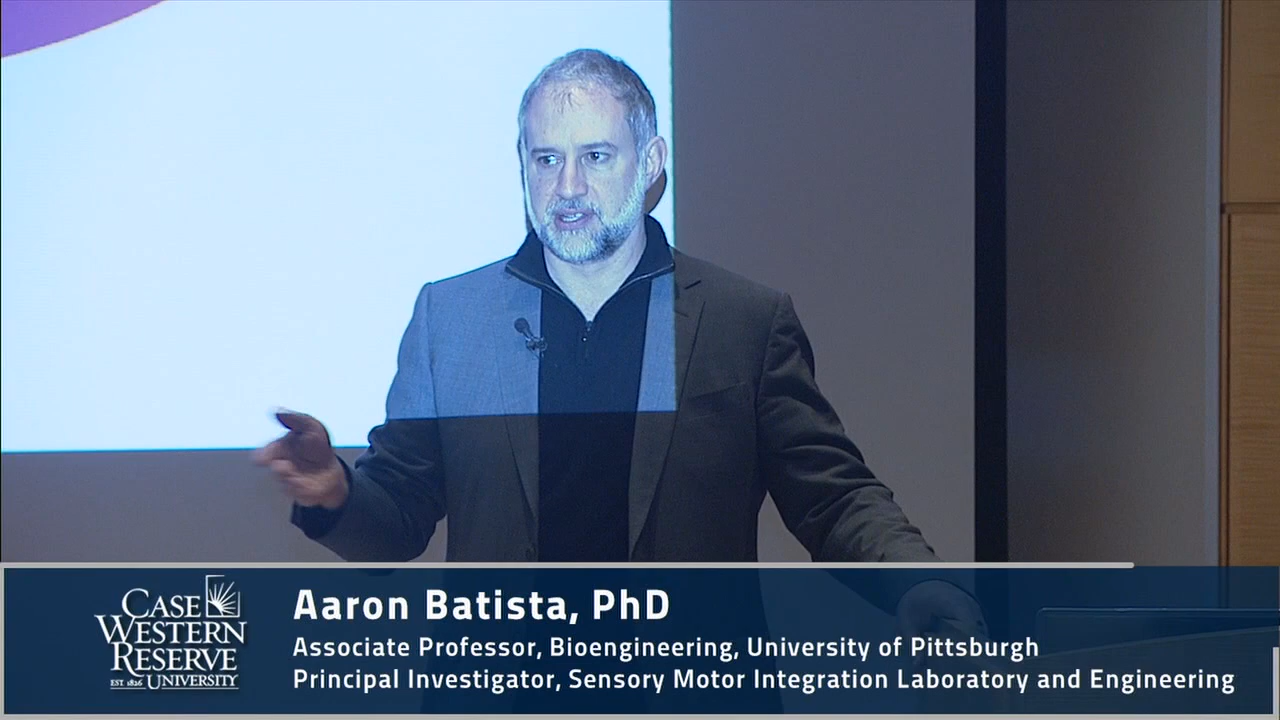 CASE
WESTERN
RESERVE
EST. 1826 UNIVERSITY
Aaron Batista, PhD
Associate Professor, Bioengineering, University of Pittsburgh
Principal Investigator, Sensory Motor Integration Laboratory and Engineering